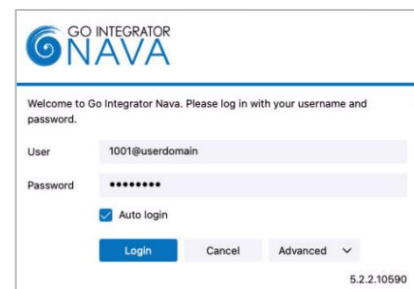 GO INTEGRATOR
NAVA
Welcome to Go Integrator Nava. Please log in with your username and
password.
User 1001@userdomain
Password ••••••••
Auto login
Login Cancel Advanced
5.2.2.10590